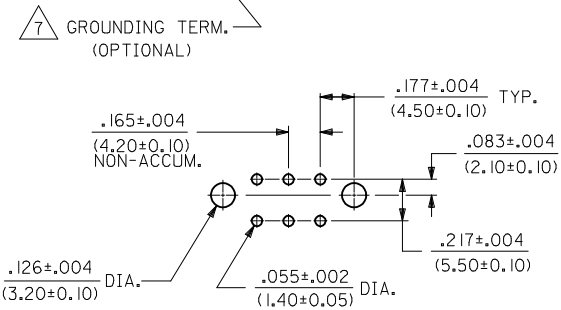 7 GROUNDING TERM.
(OPTIONAL)
.177±.004 TYP.
(4.50±0.10)
.165±.004
(4.20±0.10)
NON-ACCUM.
.083±.004
(2.10±0.10)
.217±.004
(5.50±0.10)
.126±.004 DIA.
(3.20±0.10)
.055±.002 DIA.
(1.40±0.05)